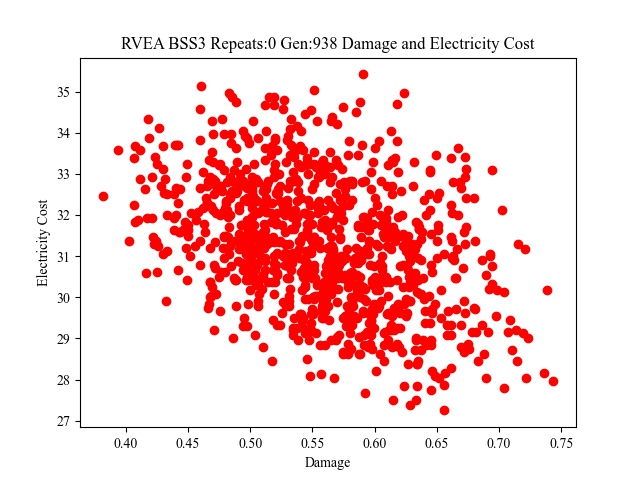 RVEA BSS3 Repeats:0 Gen:938 Damage and Electricity Cost
35
34
33
32
31
30
29
28
27
Electricity Cost
0.40 0.45 0.50 0.55 0.60 0.65 0.70 0.75
Damage